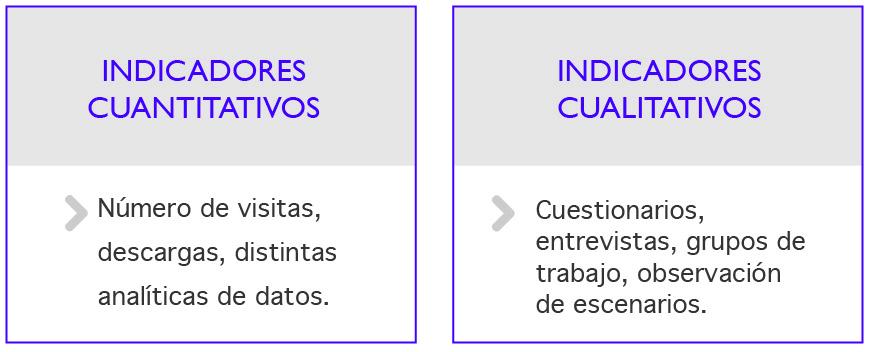 INDICADORES
CUANTITATIVOS
Número de visitas,
descargas, distintas
analíticas de datos.
INDICADORES
CUALITATIVOS
Cuestionarios,
entrevistas, grupos de
trabajo, observación
de escenarios.